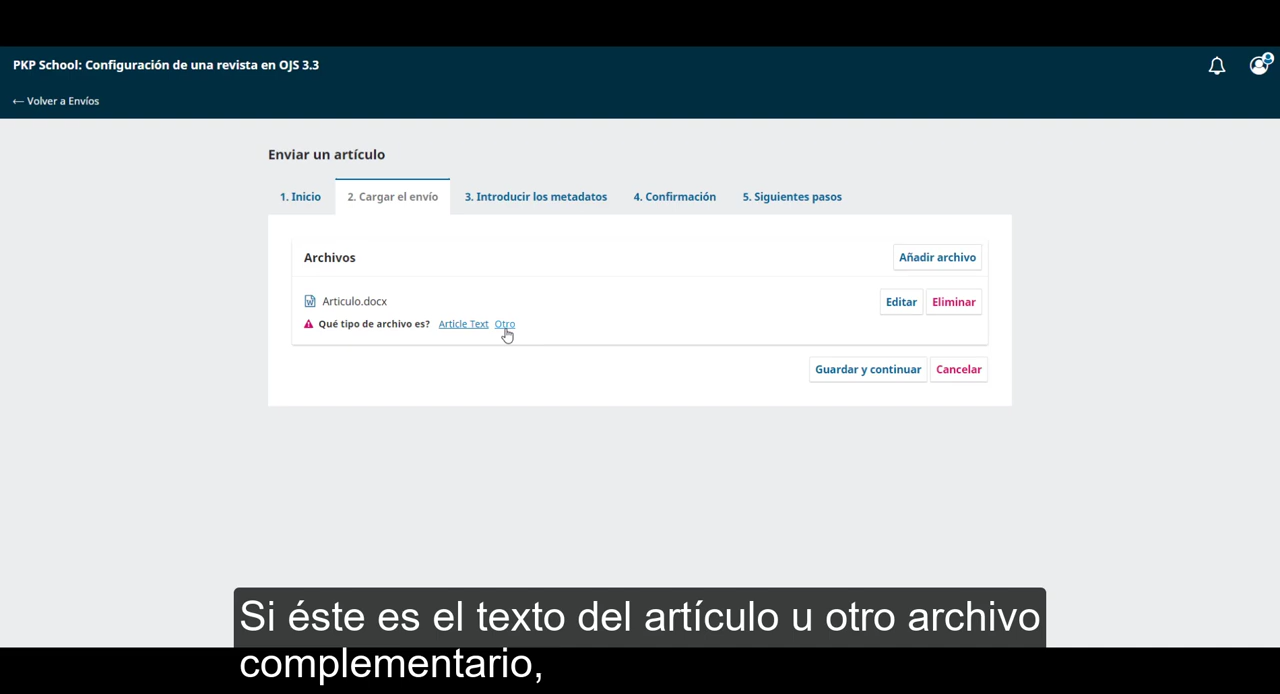 PKP School: Configuración de una revista en OJS 3.3
← Volver a Envíos
Enviar un artículo
1. Inicio 2. Cargar el envío 3. Introducir los metadatos 4. Confirmación 5. Siguientes pasos
Archivos Añadir archivo
Articulo.docx Editar Eliminar
Qué tipo de archivo es? Article Text Otro
Guardar y continuar Cancelar
Si éste es el texto del artículo u otro archivo
complementario,